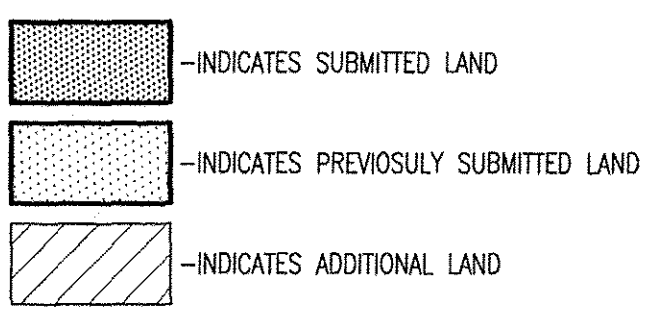 -INDICATES SUBMITTED LAND
-INDICATES PREVIOSULY SUBMITTED LAND
-INDICATES ADDITIONAL LAND